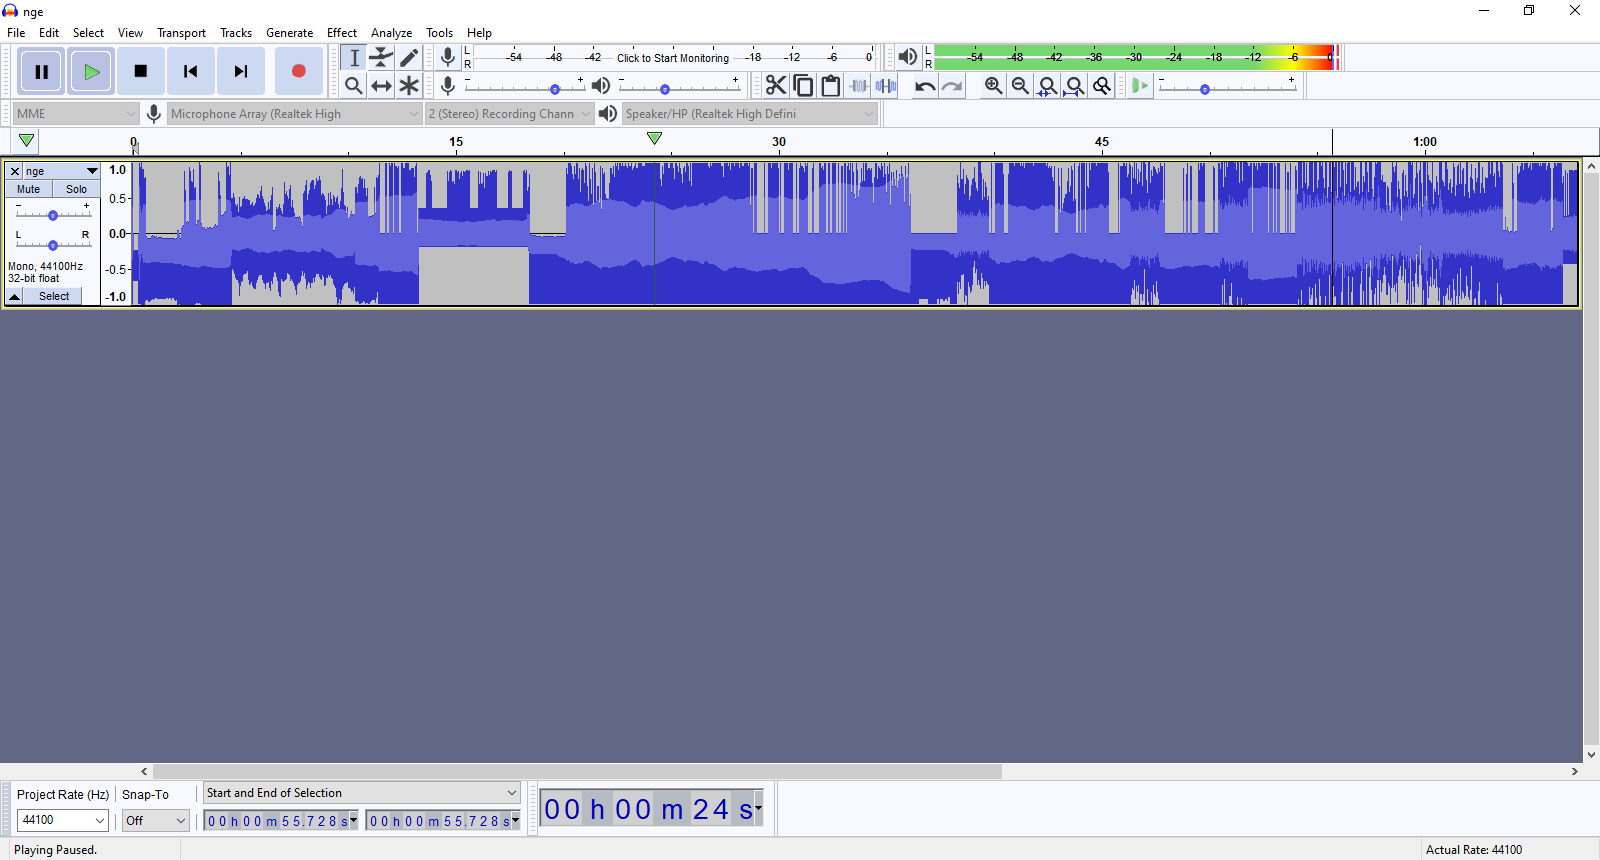 nge
File Edit Select View Transport Tracks Generate Effect Analyze Tools Help
L R -54 -48 -42 Click to Start Monitoring -18 -12 -6 0
L R -54 -48 -42 -36 -30 -24 -18 -12 -6 0
- + - + - +
MME Microphone Array (Realtek High 2 (Stereo) Recording Chann Speaker/HP (Realtek High Defini
0 15 30 45 1:00
nge
Mute Solo
- +
L R
Mono, 44100Hz
32-bit float
Select
1.0
0.5
0.0
-0.5
-1.0
Project Rate (Hz) Snap-To Start and End of Selection
44100 Off 00 h 00 m 55.728 s 00 h 00 m 55.728 s
00 h 00 m 24 s
Playing Paused. Actual Rate: 44100